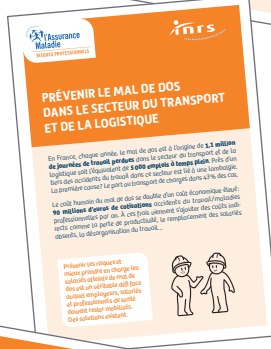 l'Assurance
Maladie
RISQUES PROFESSIONNELS
inrs
PRÉVENIR LE MAL DE DOS
DANS LE SECTEUR DU TRANSPORT
ET DE LA LOGISTIQUE
En France, chaque année, le mal de dos est à l'origine de 1,1 million
de journées de travail perdues dans le secteur du transport et de la
logistique soit l'équivalent de 5 000 emplois à temps plein. Près d'un
tiers des accidents du travail dans ce secteur est lié à une lombalgie.
La première cause ? Le port ou transport de charges dans 43% des cas.
Le coût humain du mal de dos se double d'un coût économique élevé:
90 millions d'euros de cotisations accidents du travail/maladies
professionnelles par an. À ces frais viennent s'ajouter des coûts indi-
rects comme la perte de productivité, le remplacement des salariés
absents, la désorganisation du travail...
Prévenir les risques et
mieux prendre en charge les
salariés atteints de mal de
dos est un véritable défi face
auquel employeurs, salariés
et professionnels de santé
doivent rester mobilisés.
Des solutions existent.